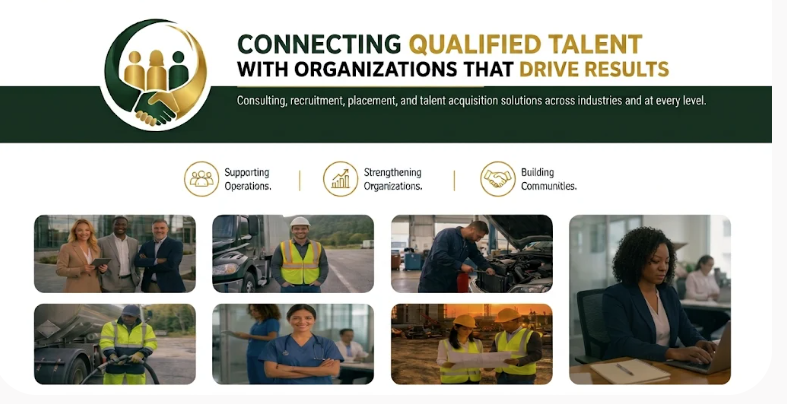 CONNECTING QUALIFIED TALENT
WITH ORGANIZATIONS THAT DRIVE RESULTS
Consulting, recruitment, placement, and talent acquisition solutions across industries and at every level.
Supporting
Operations.
Strengthening
Organizations.
Building
Communities.